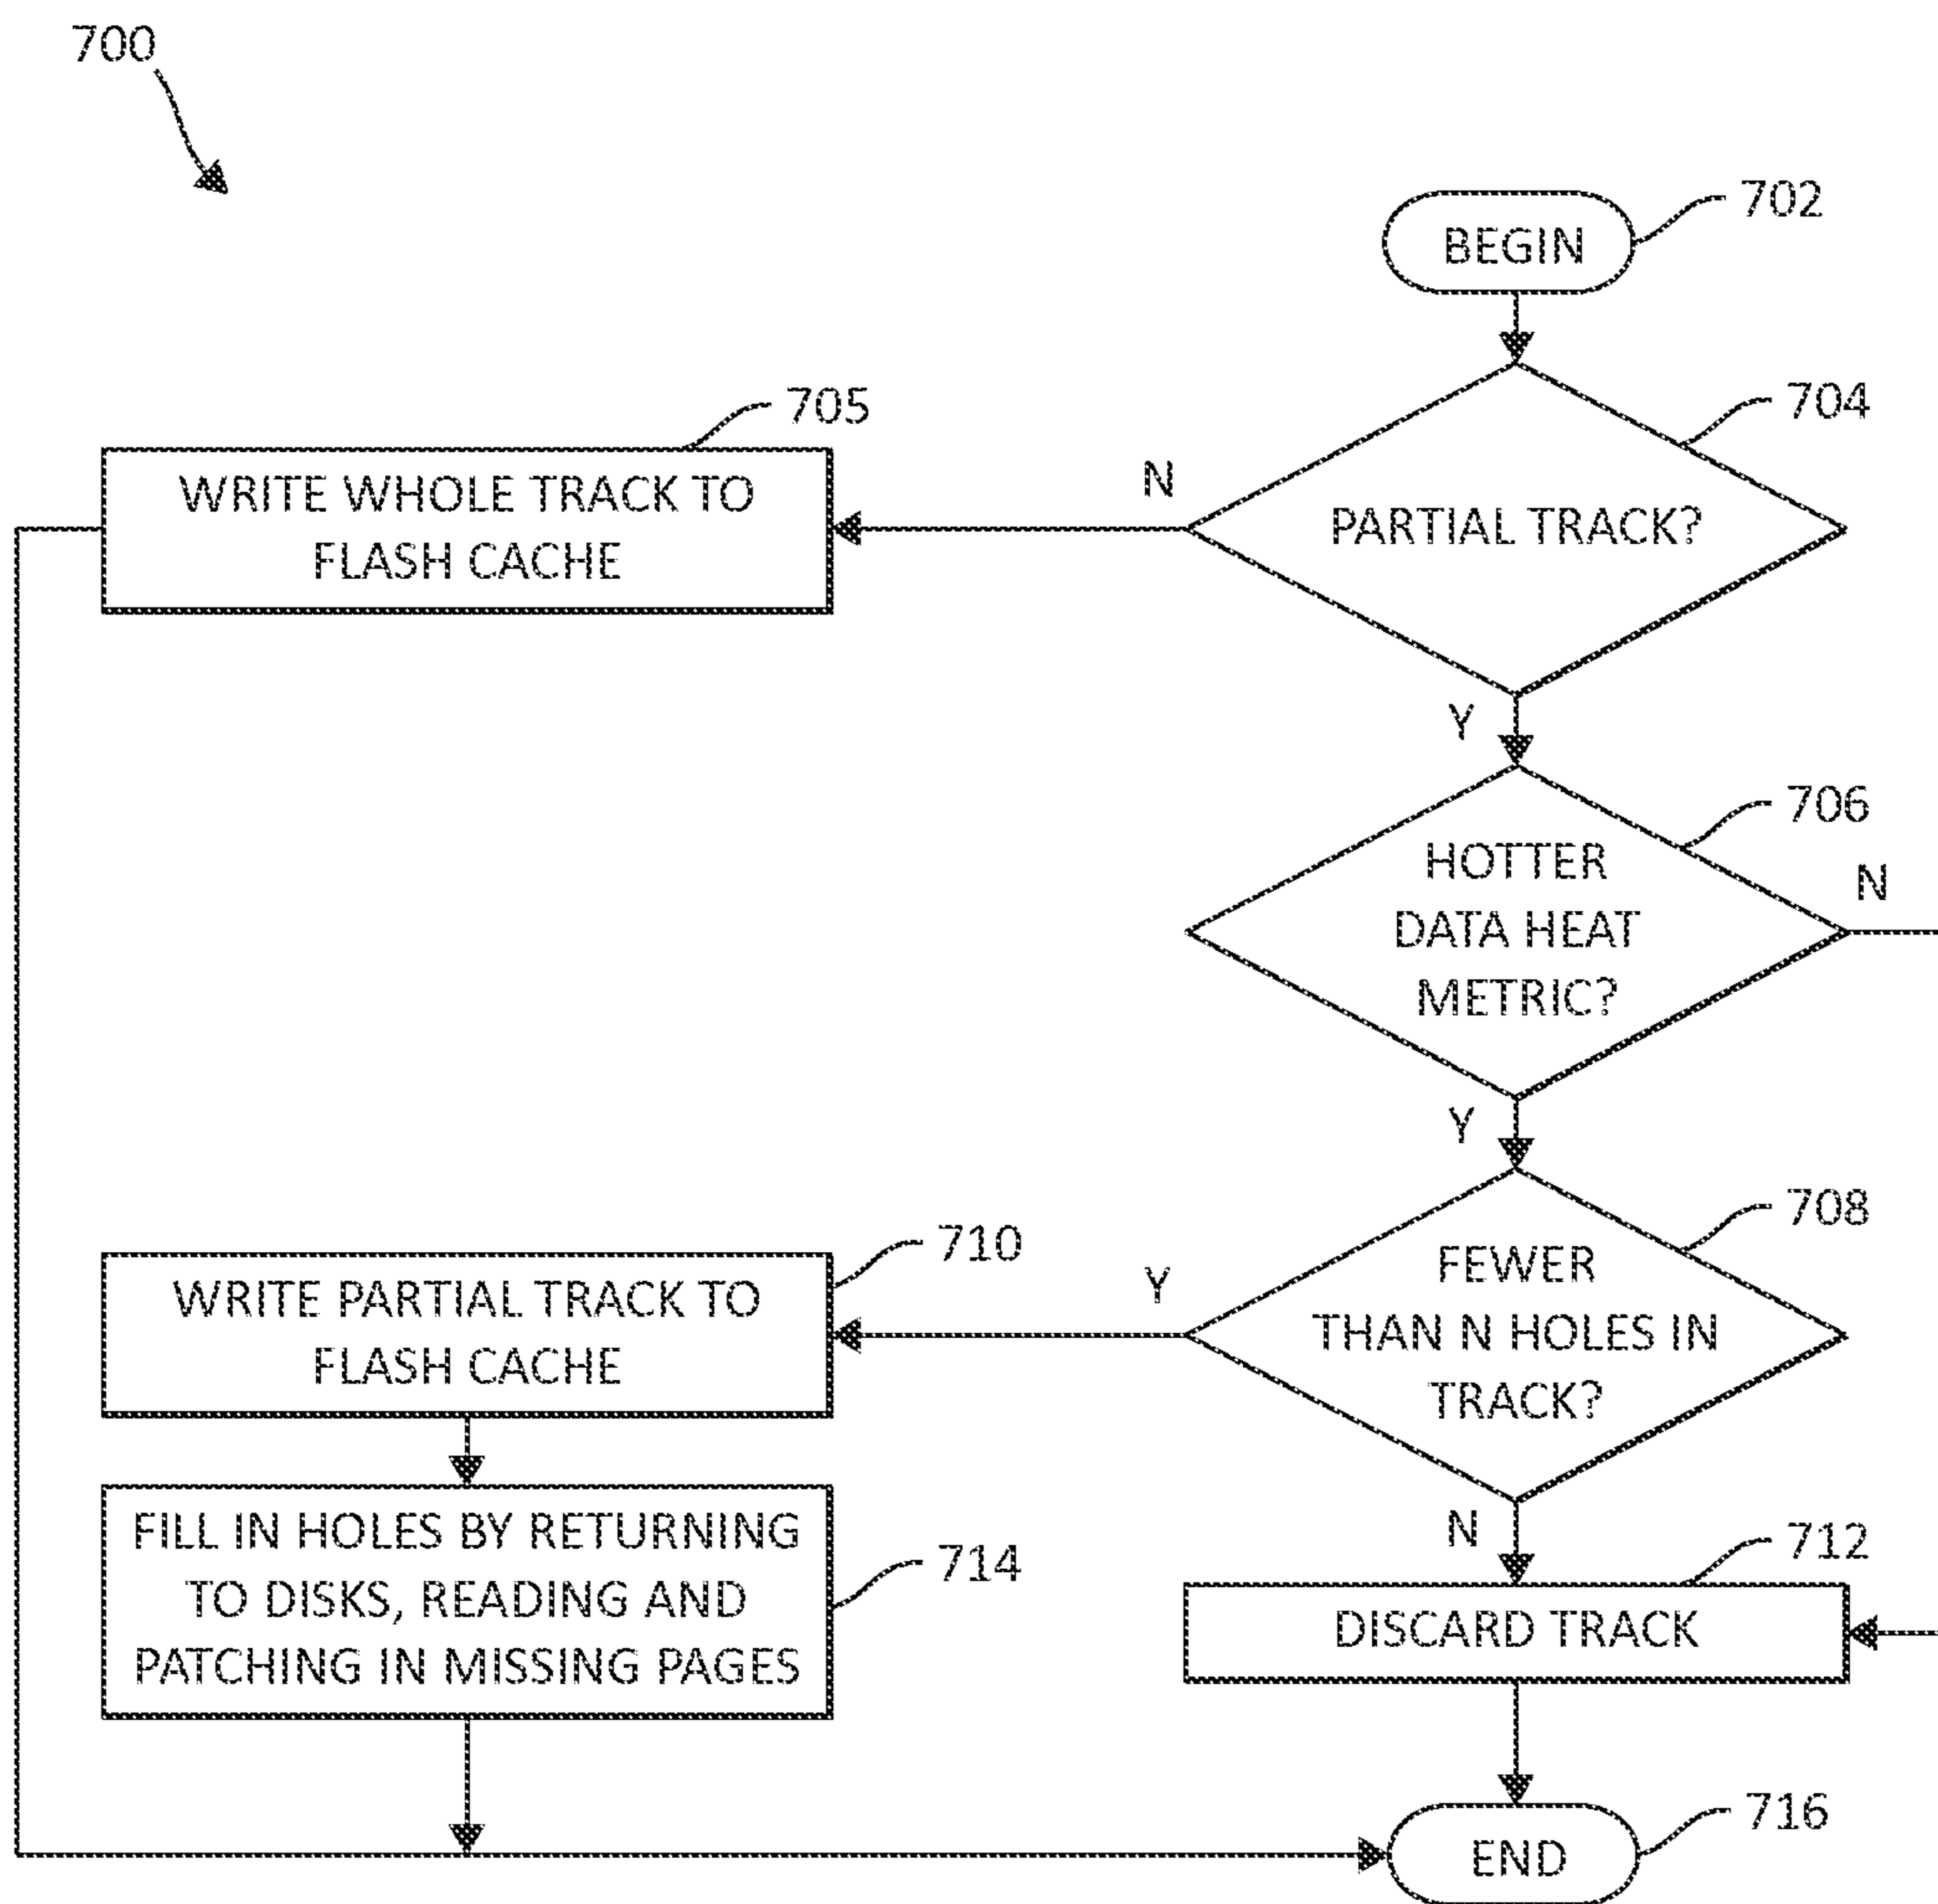 700
702
BEGIN
704
705
N
WRITE WHOLE TRACK TO
FLASH CACHE
PARTIAL TRACK?
Y
706
HOTTER
DATA HEAT
METRIC?
N
Y
708
710
FEWER
THAN N HOLES IN
TRACK?
Y
WRITE PARTIAL TRACK TO
FLASH CACHE
N
FILL IN HOLES BY RETURNING
TO DISKS, READING AND
PATCHING IN MISSING PAGES
714
712
DISCARD TRACK
716
END